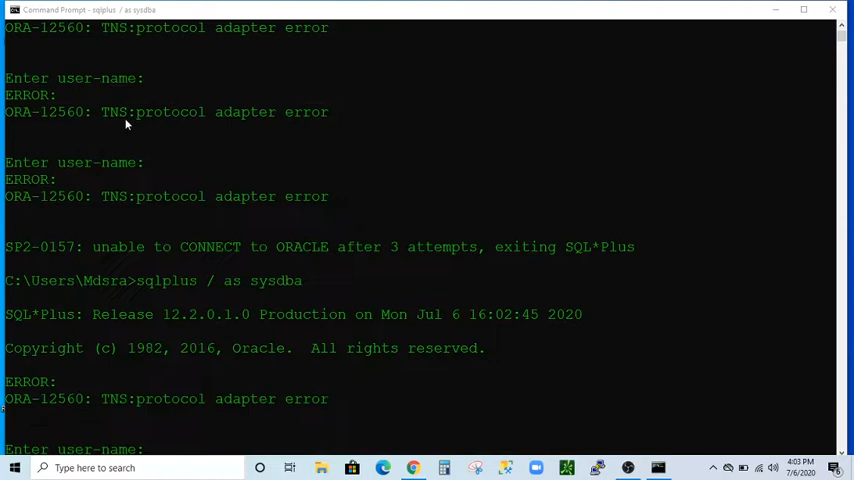 Command Prompt - sqlplus / as sysdba
ORA-12560: TNS:protocol adapter error
Enter user-name:
ERROR:
ORA-12560: TNS:protocol adapter error
Enter user-name:
ERROR:
ORA-12560: TNS:protocol adapter error
SP2-0157: unable to CONNECT to ORACLE after 3 attempts, exiting SQL*Plus
C:\Users\Mdsra>sqlplus / as sysdba
SQL*Plus: Release 12.2.0.1.0 Production on Mon Jul 6 16:02:45 2020
Copyright (c) 1982, 2016, Oracle.  All rights reserved.
ERROR:
ORA-12560: TNS:protocol adapter error
Enter user-name:
Type here to search
4:03 PM
7/6/2020